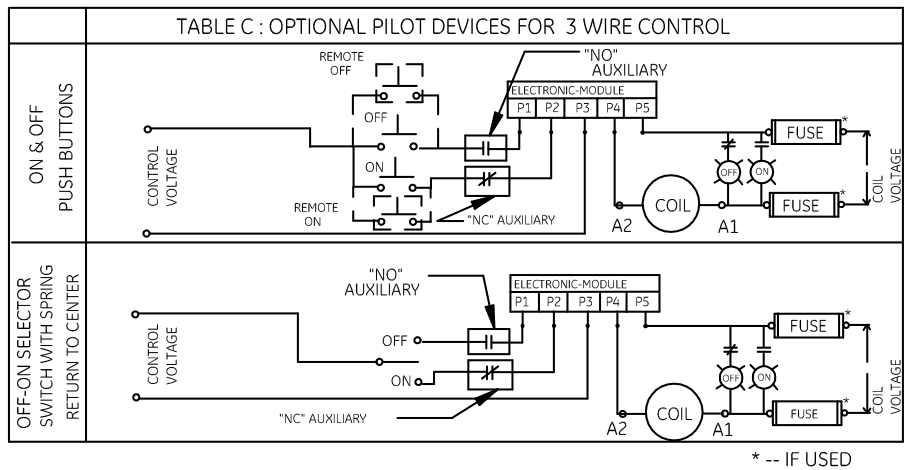 TABLE C : OPTIONAL PILOT DEVICES FOR 3 WIRE CONTROL
ON & OFF
PUSH BUTTONS
CONTROL
VOLTAGE
REMOTE
OFF
OFF
ON
REMOTE
ON
"NO"
AUXILIARY
"NC" AUXILIARY
ELECTRONIC-MODULE
P1 P2 P3 P4 P5
OFF
ON
FUSE
*
FUSE
*
COIL
A2
A1
COIL
VOLTAGE
OFF-ON SELECTOR
SWITCH WITH SPRING
RETURN TO CENTER
CONTROL
VOLTAGE
"NO"
AUXILIARY
OFF
ON
"NC" AUXILIARY
ELECTRONIC-MODULE
P1 P2 P3 P4 P5
OFF
ON
FUSE
*
FUSE
*
COIL
A2
A1
COIL
VOLTAGE
* -- IF USED